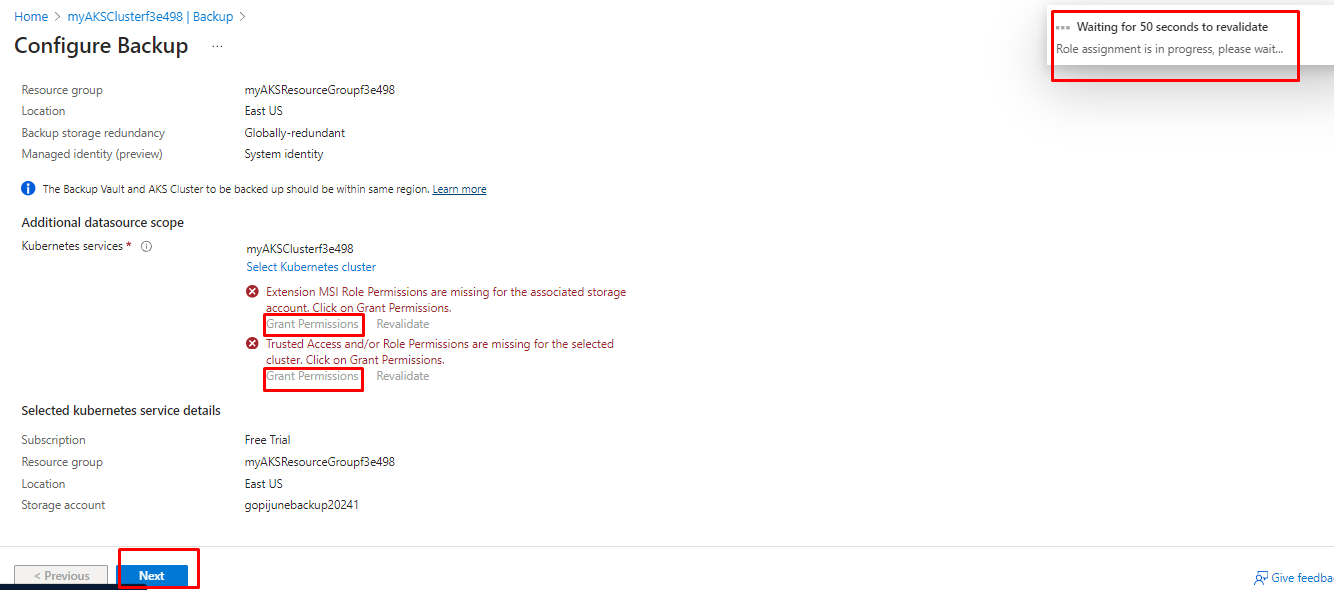 Home > myAKSClusterf3e498 | Backup >
Configure Backup ...
Waiting for 50 seconds to revalidate
Role assignment is in progress, please wait...
Resource group myAKSResourceGroupf3e498
Location East US
Backup storage redundancy Globally-redundant
Managed identity (preview) System identity
The Backup Vault and AKS Cluster to be backed up should be within same region. Learn more
Additional datasource scope
Kubernetes services * myAKSClusterf3e498
Select Kubernetes cluster
Extension MSI Role Permissions are missing for the associated storage
account. Click on Grant Permissions.
Grant Permissions Revalidate
Trusted Access and/or Role Permissions are missing for the selected
cluster. Click on Grant Permissions.
Grant Permissions Revalidate
Selected kubernetes service details
Subscription Free Trial
Resource group myAKSResourceGroupf3e498
Location East US
Storage account gopijunebackup20241
< Previous Next
Give feedba